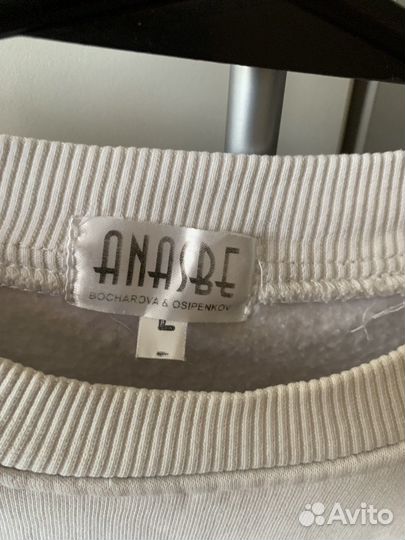 ANASBE
BOCHAROVA & OSIPENKOV
L
Avito